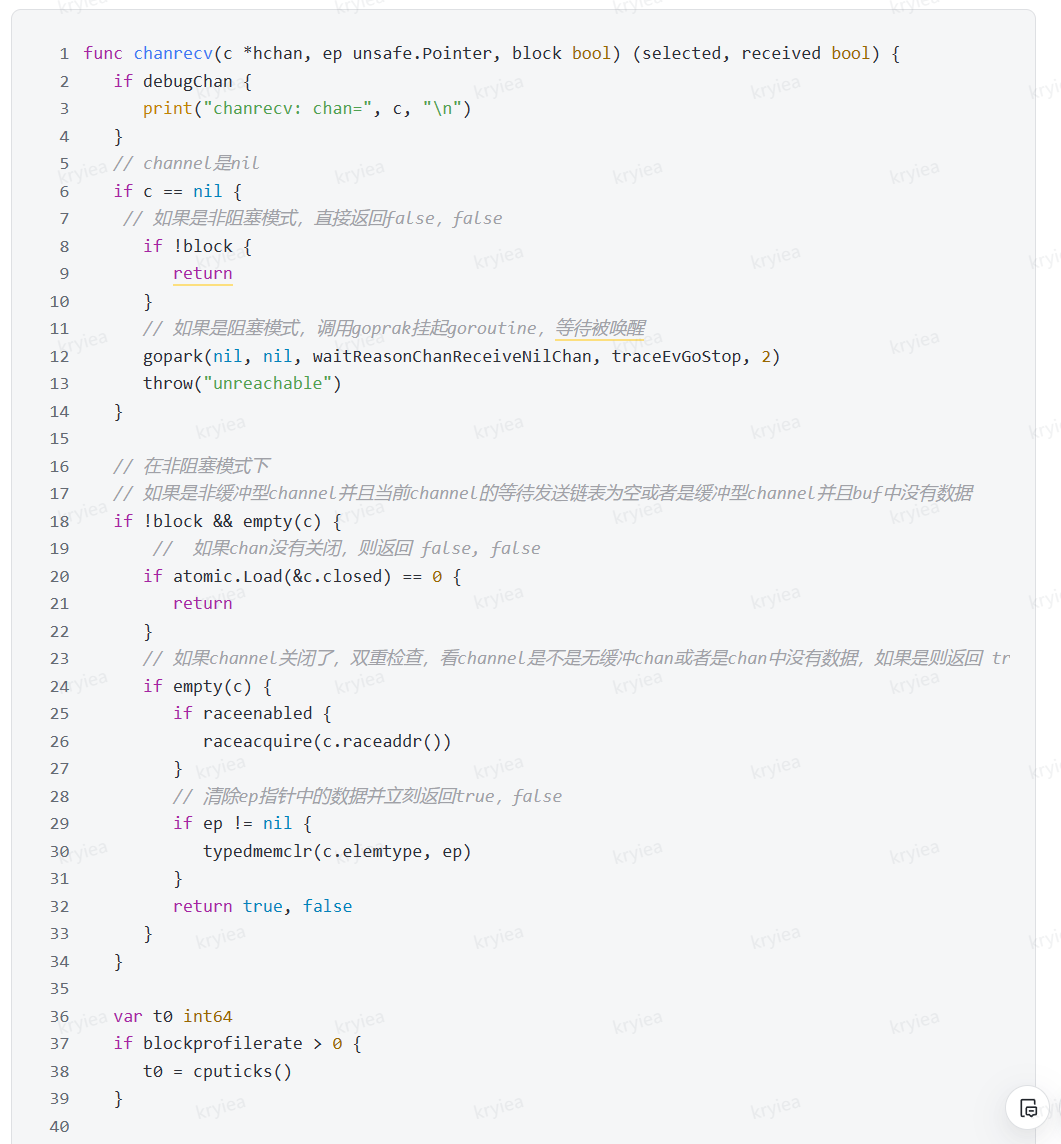 1 func chanrecv(c *hchan, ep unsafe.Pointer, block bool) (selected, received bool) {
2 if debugChan {
3 print("chanrecv: chan=", c, "\n")
4 }
5 // channel是nil
6 if c == nil {
7 // 如果是非阻塞模式，直接返回false，false
8 if !block {
9 return
10 }
11 // 如果是阻塞模式，调用goprak挂起goroutine，等待被唤醒
12 gopark(nil, nil, waitReasonChanReceiveNilChan, traceEvGoStop, 2)
13 throw("unreachable")
14 }
15
16 // 在非阻塞模式下
17 // 如果是非缓冲型channel并且当前channel的等待发送链表为空或者是缓冲型channel并且buf中没有数据
18 if !block && empty(c) {
19 // 如果chan没有关闭，则返回 false, false
20 if atomic.Load(&c.closed) == 0 {
21 return
22 }
23 // 如果channel关闭了，双重检查，看channel是不是无缓冲chan或者是chan中没有数据，如果是则返回 tr
24 if empty(c) {
25 if raceenabled {
26 raceacquire(c.raceaddr())
27 }
28 // 清除ep指针中的数据并立刻返回true，false
29 if ep != nil {
30 typedmemclr(c.elemtype, ep)
31 }
32 return true, false
33 }
34 }
35
36 var t0 int64
37 if blockprofilerate > 0 {
38 t0 = cputicks()
39 }
40